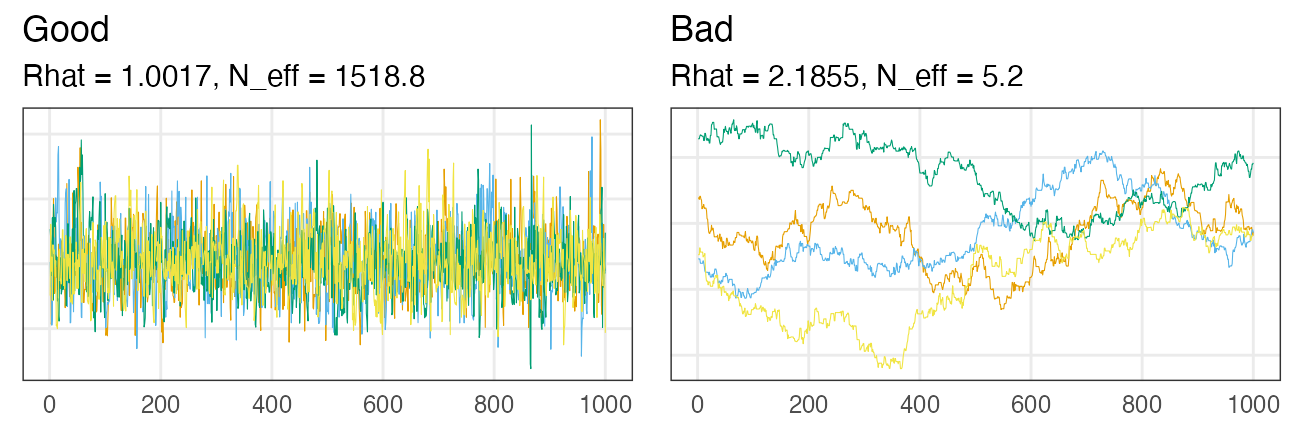 Good
Rhat = 1.0017, N_eff = 1518.8
0 200 400 600 800 1000
Bad
Rhat = 2.1855, N_eff = 5.2
0 200 400 600 800 1000